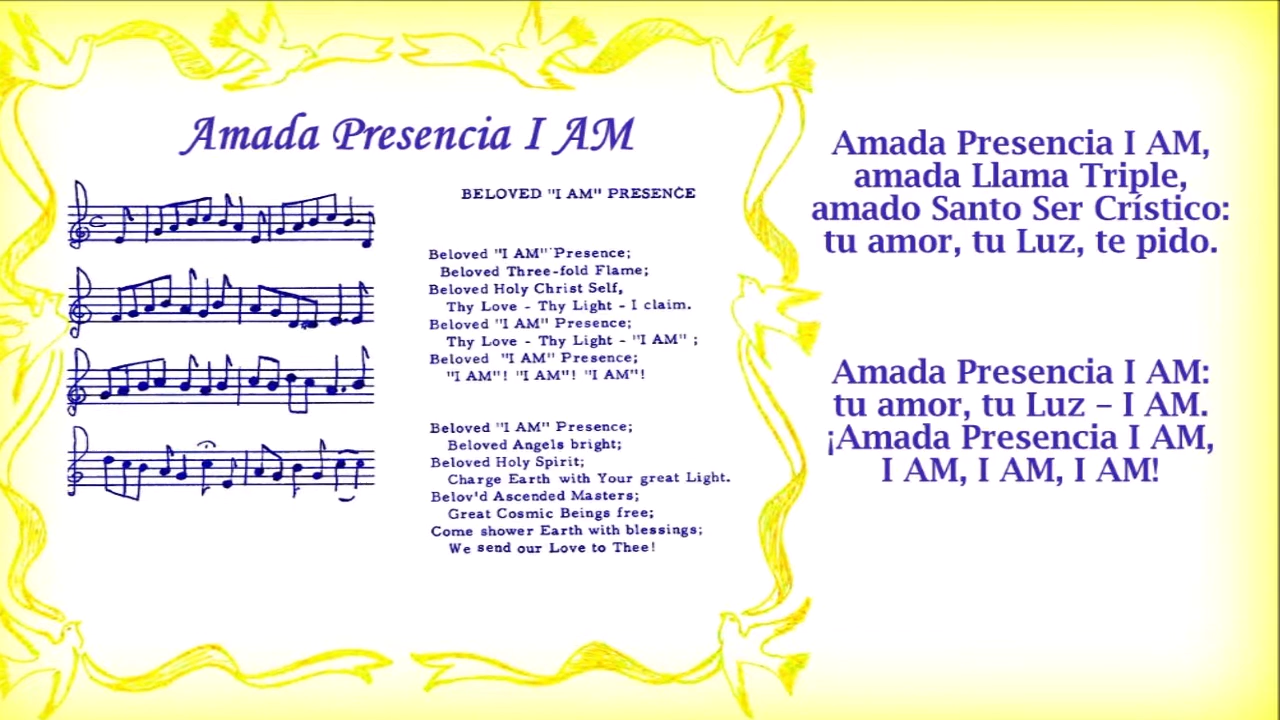 Amada Presencia I AM
BELOVED "I AM" PRESENCE
Beloved "I AM" Presence;
Beloved Three-fold Flame;
Beloved Holy Christ Self,
Thy Love - Thy Light - I claim.
Beloved "I AM" Presence;
Thy Love - Thy Light - "I AM" ;
Beloved "I AM" Presence;
"I AM"! "I AM"! "I AM"!
Beloved "I AM" Presence;
Beloved Angels bright;
Beloved Holy Spirit;
Charge Earth with Your great Light.
Belov'd Ascended Masters;
Great Cosmic Beings free;
Come shower Earth with blessings;
We send our Love to Thee!
Amada Presencia I AM,
amada Llama Triple,
amado Santo Ser Crístico:
tu amor, tu Luz, te pido.
Amada Presencia I AM:
tu amor, tu Luz – I AM.
¡Amada Presencia I AM,
I AM, I AM, I AM!